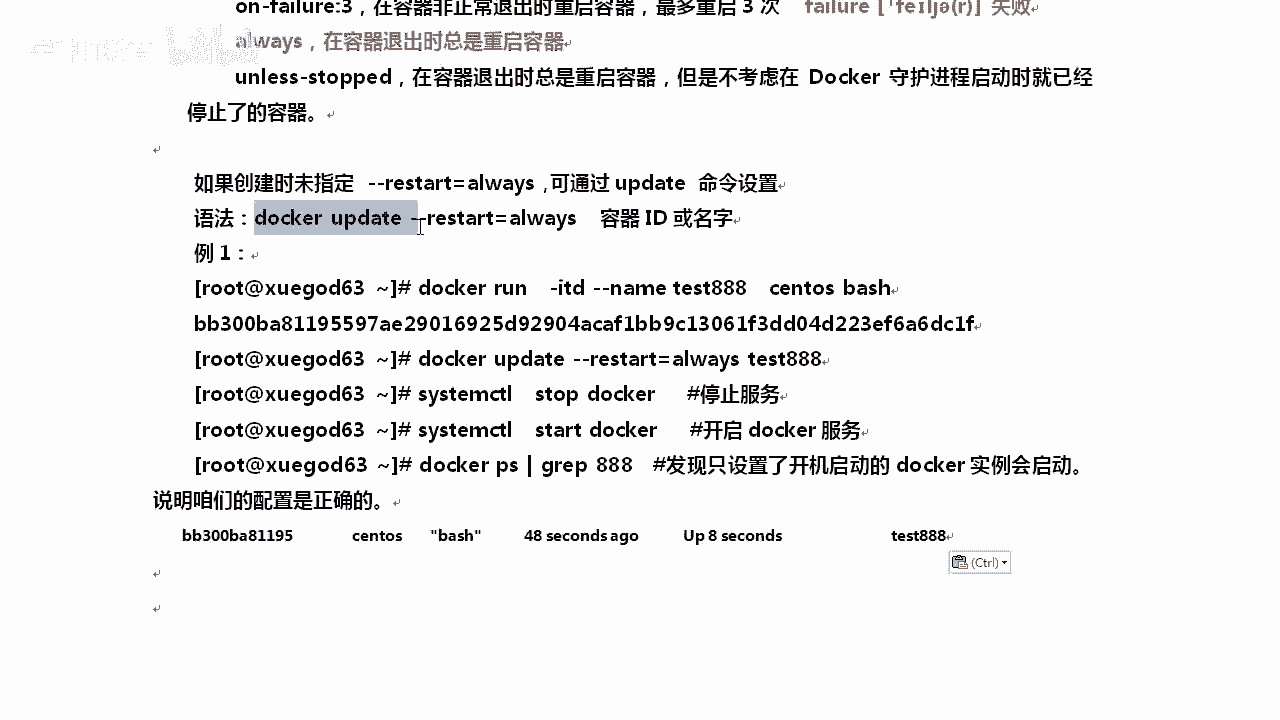 on-failure:3，在容器非正常退出时重启容器，最多重启 3 次 failure [ˈfeɪljə(r)] 失败
always，在容器退出时总是重启容器
unless-stopped，在容器退出时总是重启容器，但是不考虑在 Docker 守护进程启动时就已经
停止了的容器。
如果创建时未指定 --restart=always ,可通过 update 命令设置
语法：docker update --restart=always 容器 ID 或名字
例 1：
[root@xuegod63 ~]# docker run -itd --name test888 centos bash
bb300ba81195597ae29016925d92904acaf1bb9c13061f3dd04d223ef6a6dc1f
[root@xuegod63 ~]# docker update --restart=always test888
[root@xuegod63 ~]# systemctl stop docker #停止服务
[root@xuegod63 ~]# systemctl start docker #开启 docker 服务
[root@xuegod63 ~]# docker ps | grep 888 #发现只设置了开机启动的 docker 实例会启动。
说明咱们的配置是正确的。
bb300ba81195 centos "bash" 48 seconds ago Up 8 seconds test888
(Ctrl)